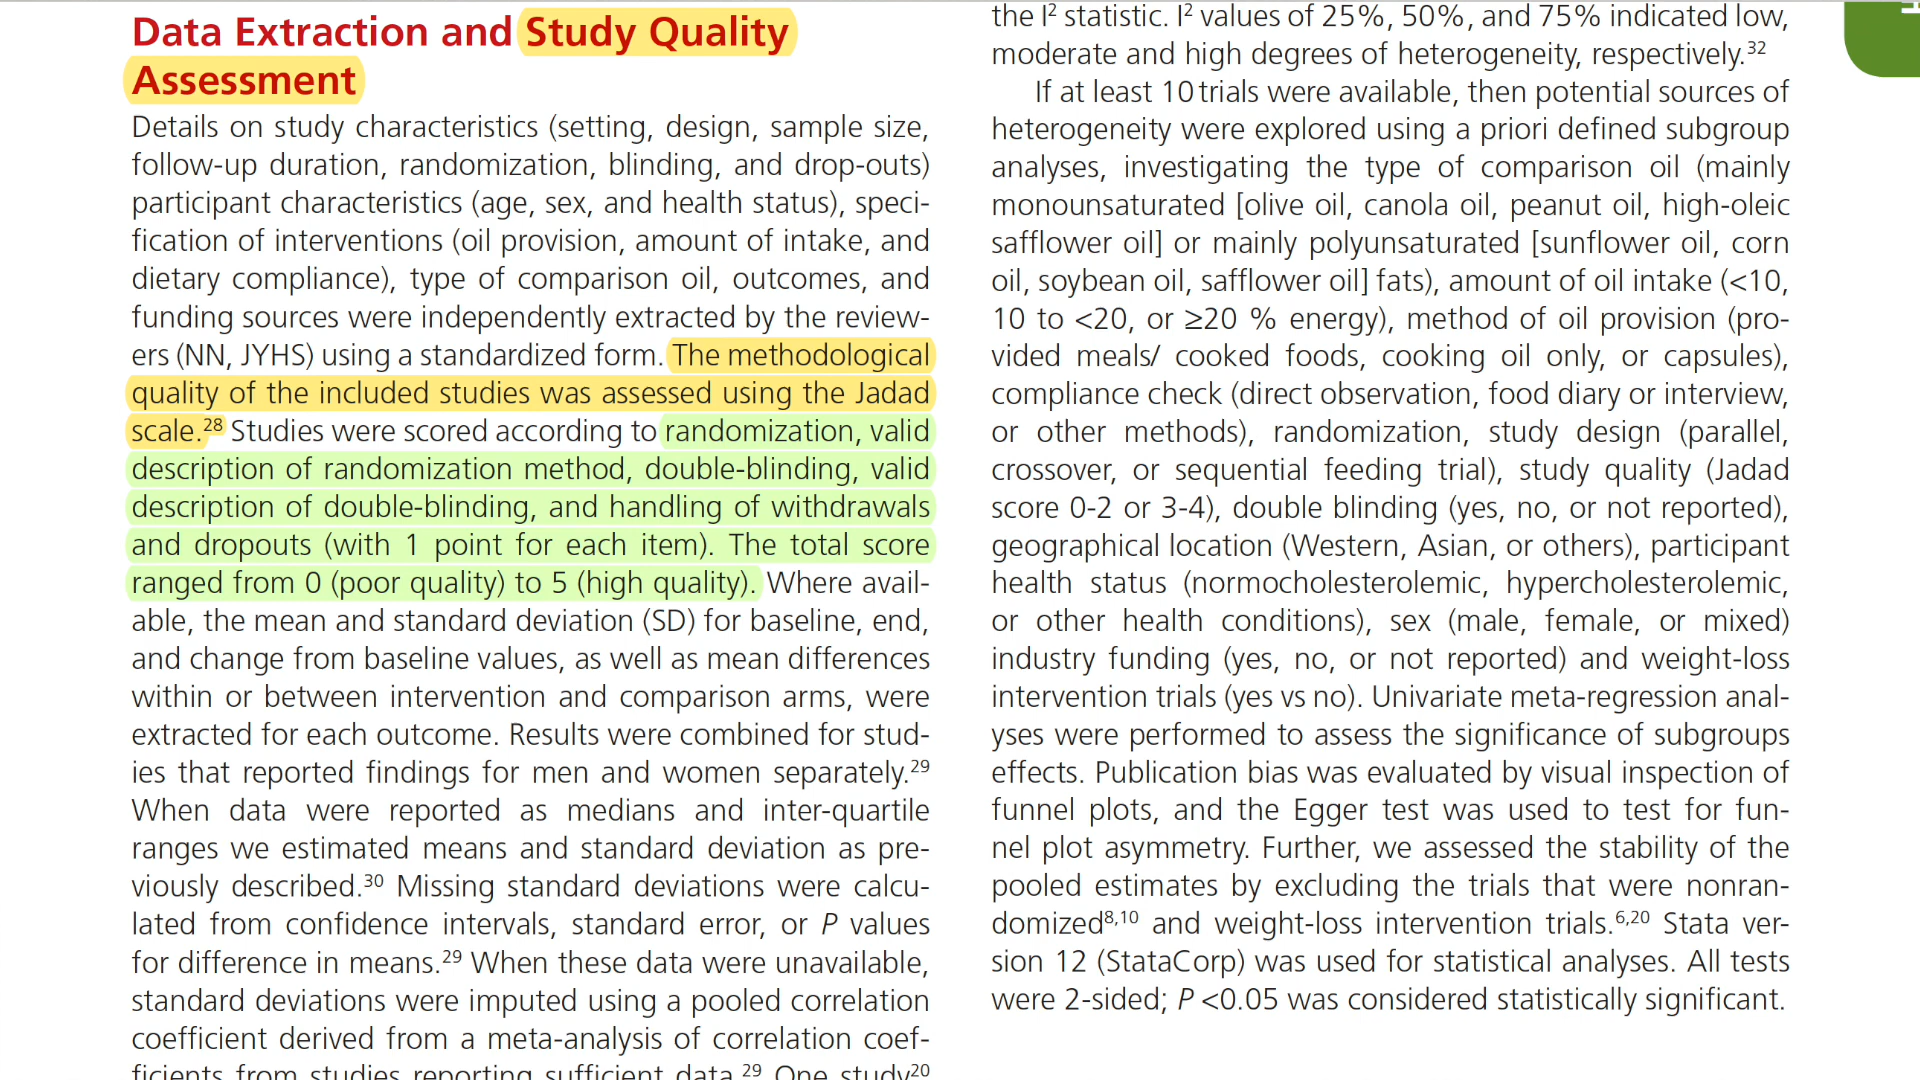 Data Extraction and Study Quality
Assessment
Details on study characteristics (setting, design, sample size,
follow-up duration, randomization, blinding, and drop-outs)
participant characteristics (age, sex, and health status), speci-
fication of interventions (oil provision, amount of intake, and
dietary compliance), type of comparison oil, outcomes, and
funding sources were independently extracted by the review-
ers (NN, JYHS) using a standardized form. The methodological
quality of the included studies was assessed using the Jadad
scale.28 Studies were scored according to randomization, valid
description of randomization method, double-blinding, valid
description of double-blinding, and handling of withdrawals
and dropouts (with 1 point for each item). The total score
ranged from 0 (poor quality) to 5 (high quality). Where avail-
able, the mean and standard deviation (SD) for baseline, end,
and change from baseline values, as well as mean differences
within or between intervention and comparison arms, were
extracted for each outcome. Results were combined for stud-
ies that reported findings for men and women separately.29
When data were reported as medians and inter-quartile
ranges we estimated means and standard deviation as pre-
viously described.30 Missing standard deviations were calcu-
lated from confidence intervals, standard error, or P values
for difference in means.29 When these data were unavailable,
standard deviations were imputed using a pooled correlation
coefficient derived from a meta-analysis of correlation coef-
ficients from studies reporting sufficient data.29 One study20
the I2 statistic. I2 values of 25%, 50%, and 75% indicated low,
moderate and high degrees of heterogeneity, respectively.32
If at least 10 trials were available, then potential sources of
heterogeneity were explored using a priori defined subgroup
analyses, investigating the type of comparison oil (mainly
monounsaturated [olive oil, canola oil, peanut oil, high-oleic
safflower oil] or mainly polyunsaturated [sunflower oil, corn
oil, soybean oil, safflower oil] fats), amount of oil intake (<10,
10 to <20, or ≥20 % energy), method of oil provision (pro-
vided meals/ cooked foods, cooking oil only, or capsules),
compliance check (direct observation, food diary or interview,
or other methods), randomization, study design (parallel,
crossover, or sequential feeding trial), study quality (Jadad
score 0-2 or 3-4), double blinding (yes, no, or not reported),
geographical location (Western, Asian, or others), participant
health status (normocholesterolemic, hypercholesterolemic,
or other health conditions), sex (male, female, or mixed)
industry funding (yes, no, or not reported) and weight-loss
intervention trials (yes vs no). Univariate meta-regression anal-
yses were performed to assess the significance of subgroups
effects. Publication bias was evaluated by visual inspection of
funnel plots, and the Egger test was used to test for fun-
nel plot asymmetry. Further, we assessed the stability of the
pooled estimates by excluding the trials that were nonran-
domized8,10 and weight-loss intervention trials.6,20 Stata ver-
sion 12 (StataCorp) was used for statistical analyses. All tests
were 2-sided; P <0.05 was considered statistically significant.